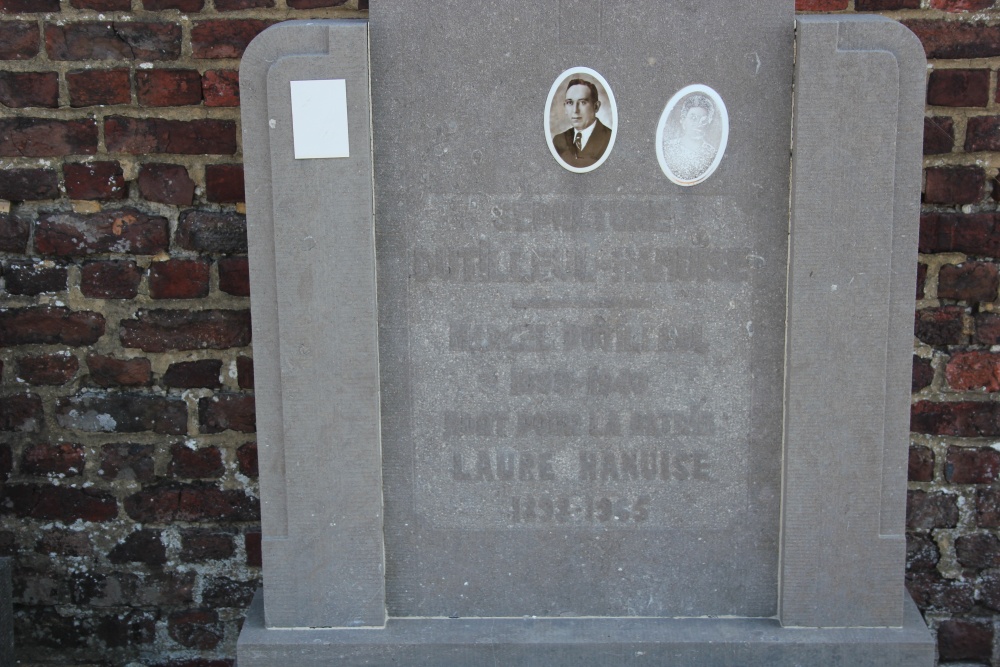 SEPULTURE
DUTILLEUL-HANUISE
MARCEL DUTILLEUL
MORT POUR LA PATRIE
LAURE HANUISE